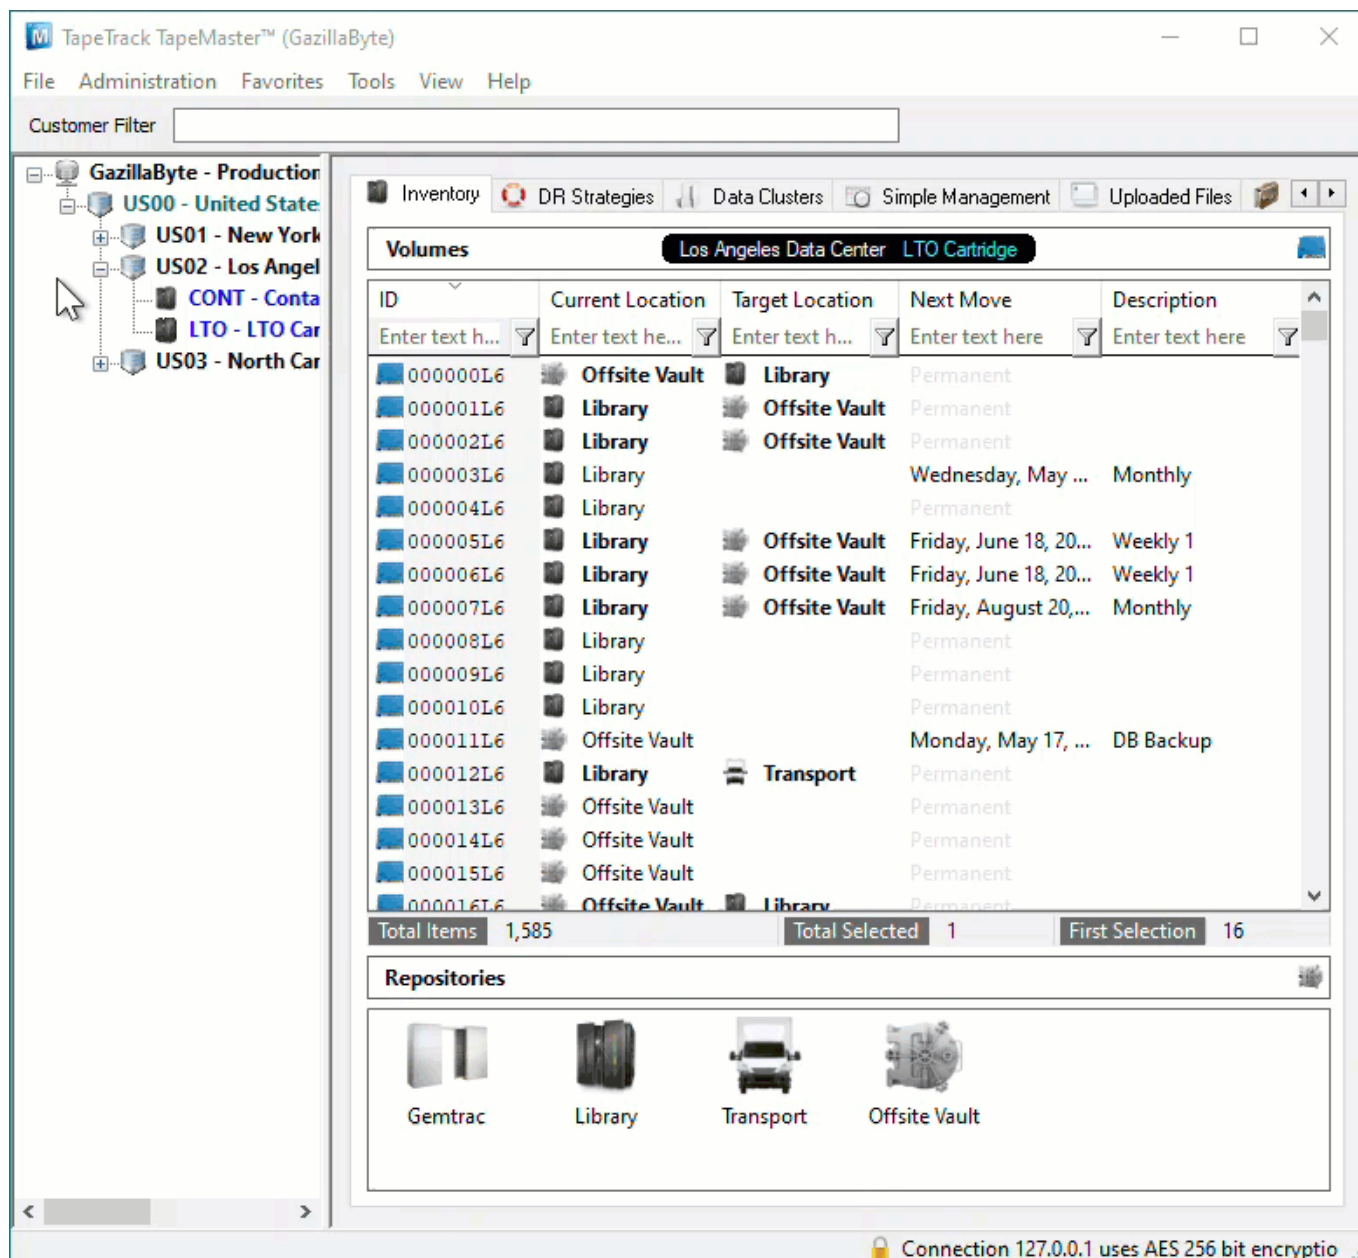 TapeTrack TapeMaster™ (GazillaByte)
File Administration Favorites Tools View Help
Customer Filter
GazillaByte - Production
US00 - United State
US01 - New York
US02 - Los Angel
CONT - Conta
LTO - LTO Car
US03 - North Car
Inventory DR Strategies Data Clusters Simple Management Uploaded Files
Volumes Los Angeles Data Center LTO Cartridge
ID Current Location Target Location Next Move Description
Enter text h... Enter text he... Enter text h... Enter text here Enter text here
000000L6 Offsite Vault Library Permanent
000001L6 Library Offsite Vault Permanent
000002L6 Library Offsite Vault Permanent
000003L6 Library Wednesday, May ... Monthly
000004L6 Library Permanent
000005L6 Library Offsite Vault Friday, June 18, 20... Weekly 1
000006L6 Library Offsite Vault Friday, June 18, 20... Weekly 1
000007L6 Library Offsite Vault Friday, August 20,... Monthly
000008L6 Library Permanent
000009L6 Library Permanent
000010L6 Library Permanent
000011L6 Offsite Vault Monday, May 17, ... DB Backup
000012L6 Library Transport Permanent
000013L6 Offsite Vault Permanent
000014L6 Offsite Vault Permanent
000015L6 Offsite Vault Permanent
000016L6 Offsite Vault Library Permanent
Total Items 1,585 Total Selected 1 First Selection 16
Repositories
Gemtrac Library Transport Offsite Vault
Connection 127.0.0.1 uses AES 256 bit encryptio